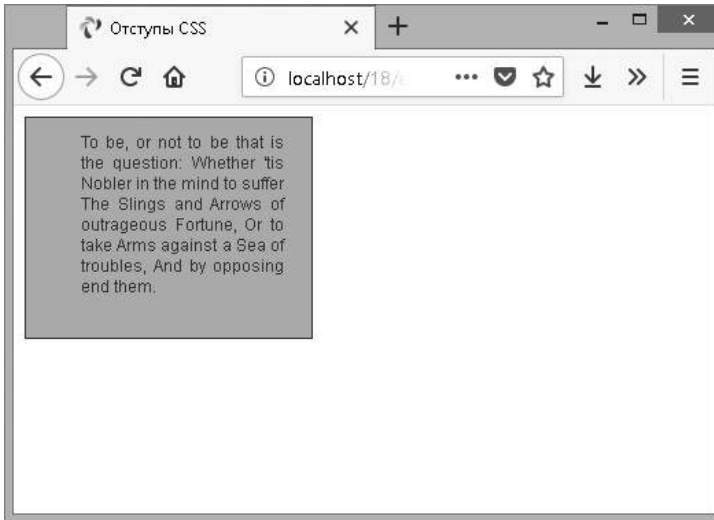 Отступы CSS
localhost/18/
To be, or not to be that is
the question: Whether 'tis
Nobler in the mind to suffer
The Slings and Arrows of
outrageous Fortune, Or to
take Arms against a Sea of
troubles, And by opposing
end them.